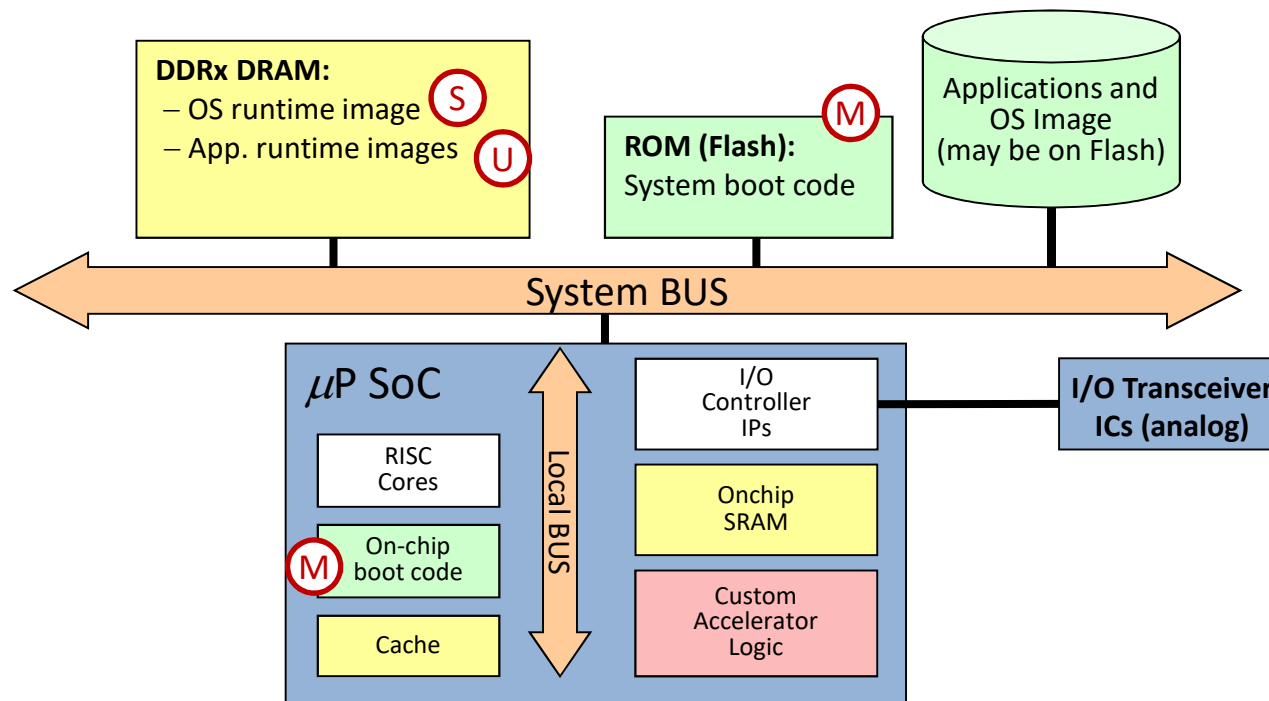 DDRx DRAM:
– OS runtime image
S
– App. runtime images
U
M
ROM (Flash):
System boot code
Applications and
OS Image
(may be on Flash)
System BUS
μP SoC
RISC
Cores
M
On-chip
boot code
Cache
Local BUS
I/O
Controller
IPs
Onchip
SRAM
Custom
Accelerator
Logic
I/O Transceiver
ICs (analog)